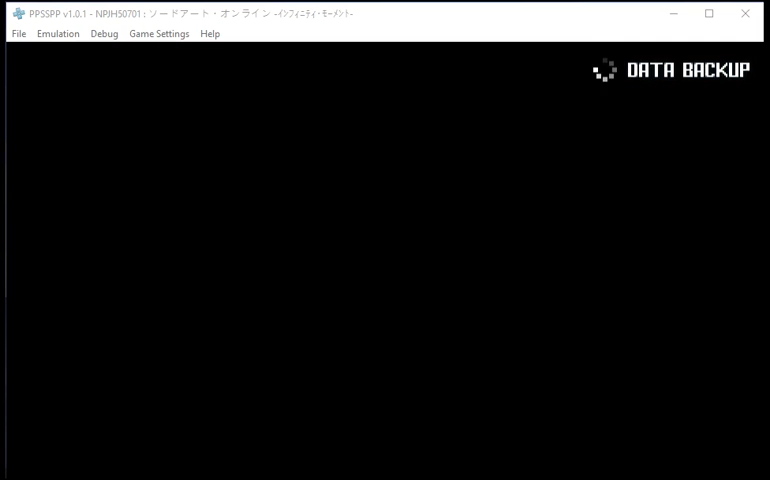 PPSSPP v1.0.1 - NPJH50701 : ソードアート・オンライン -ｲﾝﾌｨﾆﾃｨ･ﾓｰﾒﾝﾄ-
File Emulation Debug Game Settings Help
DATA BACKUP